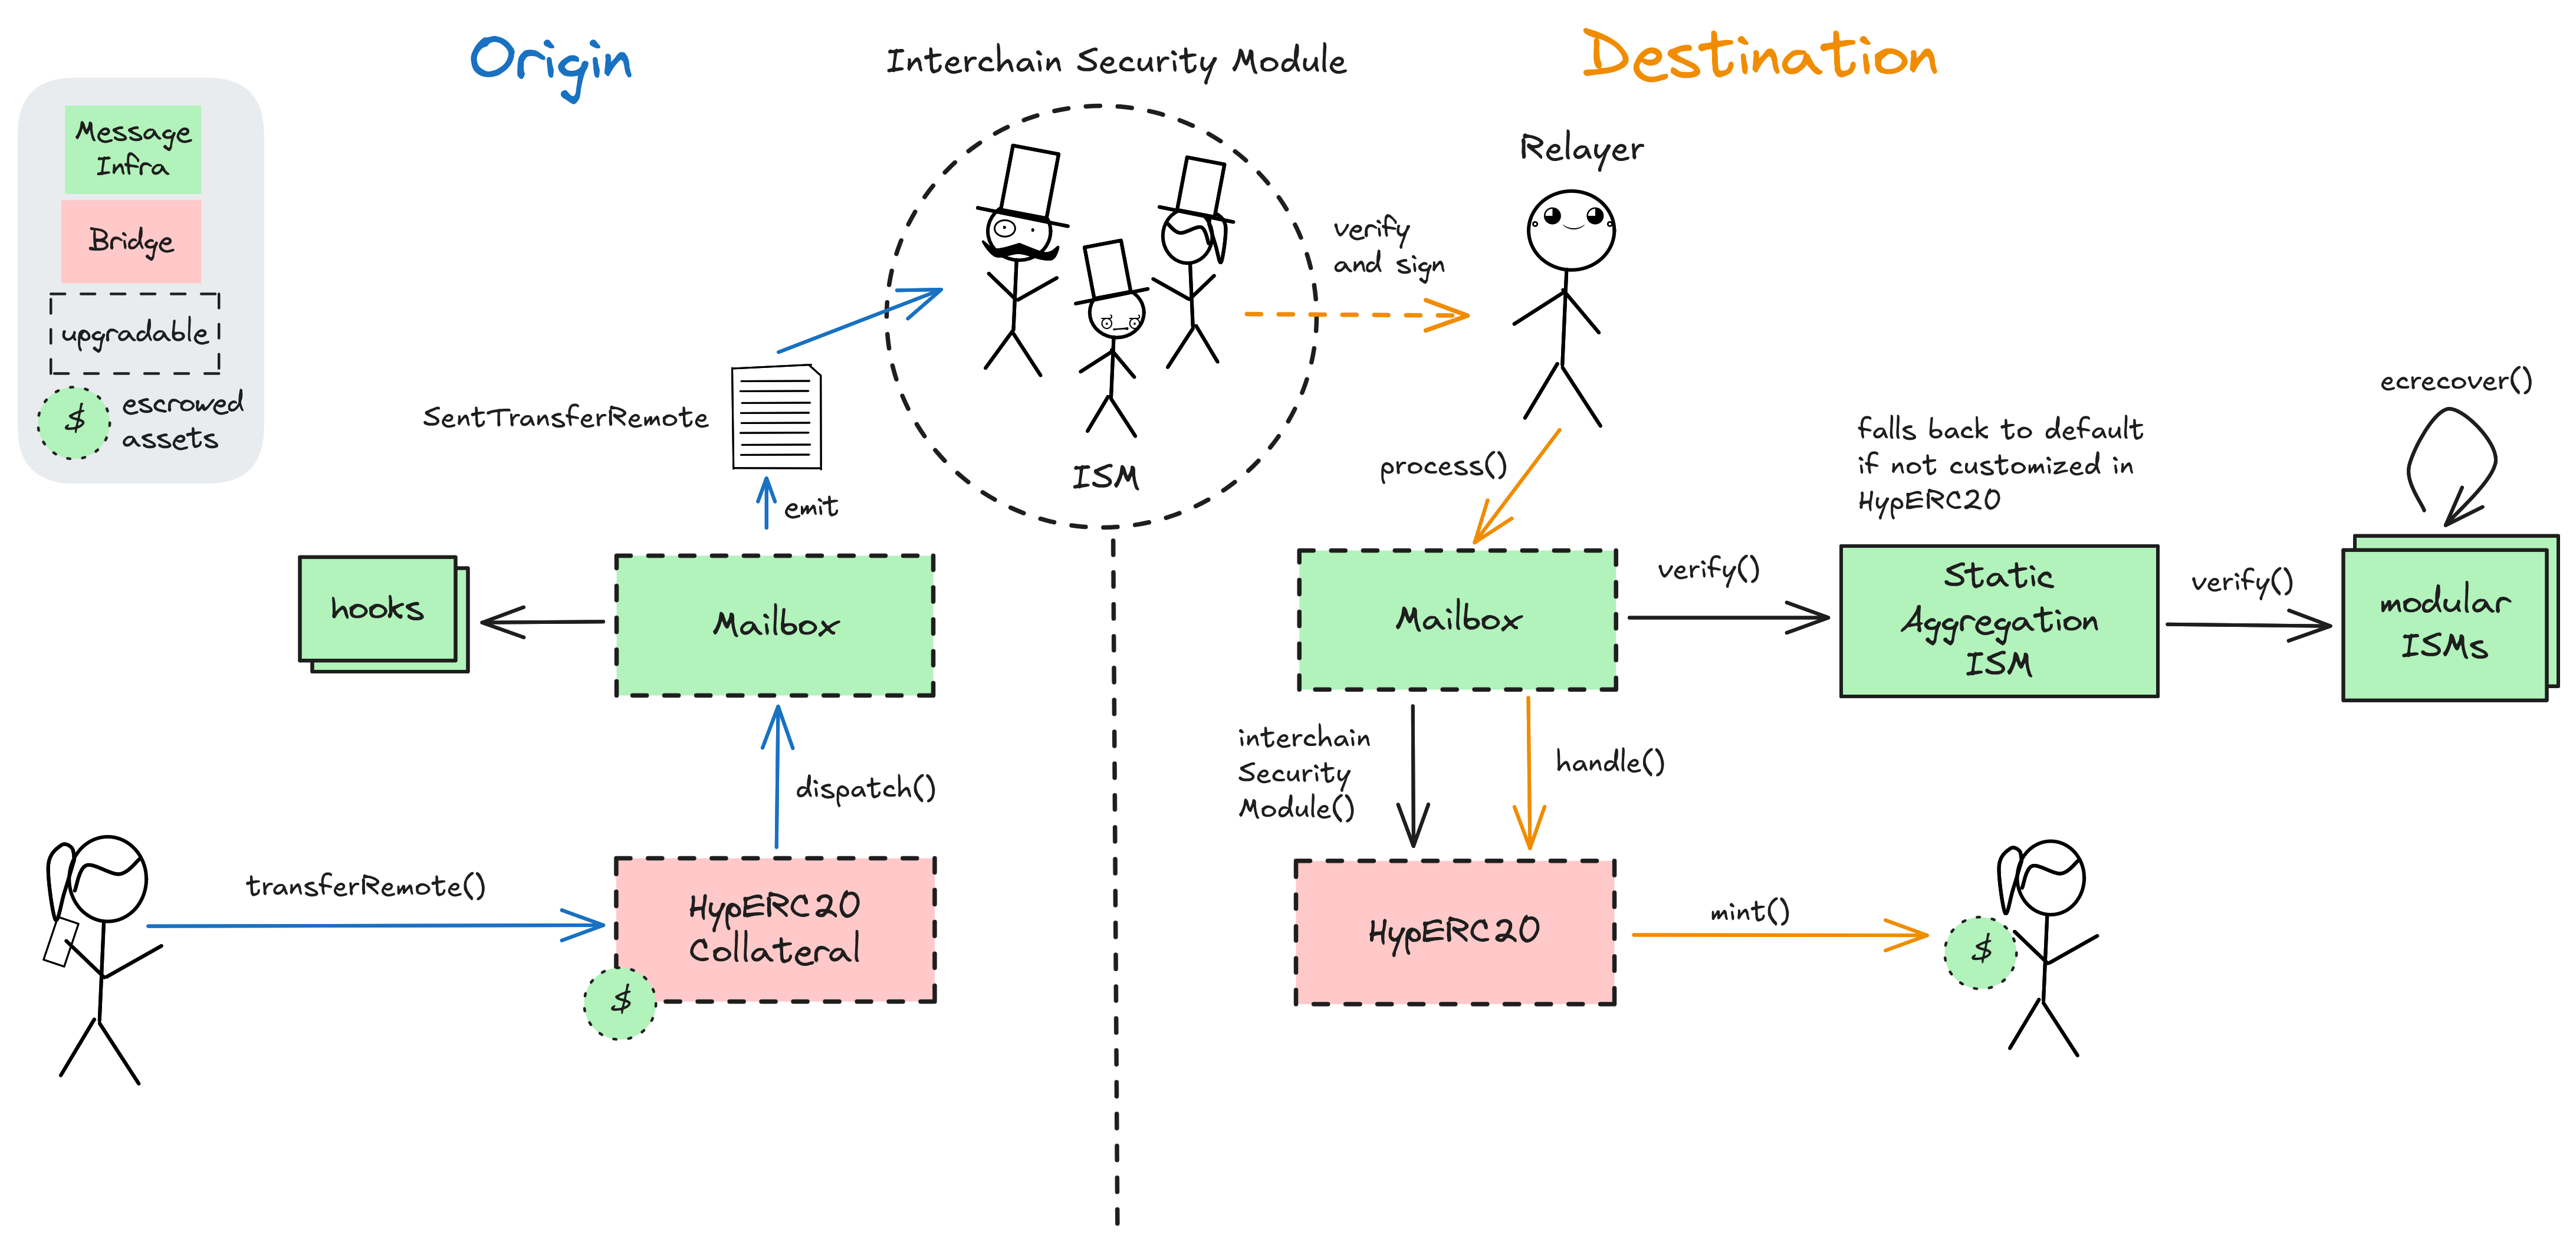 Origin
Interchain Security Module
Destination
Message
Infra
Bridge
upgradable
$
escrowed
assets
Relayer
verify
and sign
SentTransferRemote
ISM
emit
process()
falls back to default
if not customized in
HypERC20
ecrecover()
hooks
Mailbox
Mailbox
verify()
Static
Aggregation
ISM
verify()
modular
ISMs
dispatch()
interchain
Security
Module()
handle()
transferRemote()
HypERC20
Collateral
$
HypERC20
mint()
$